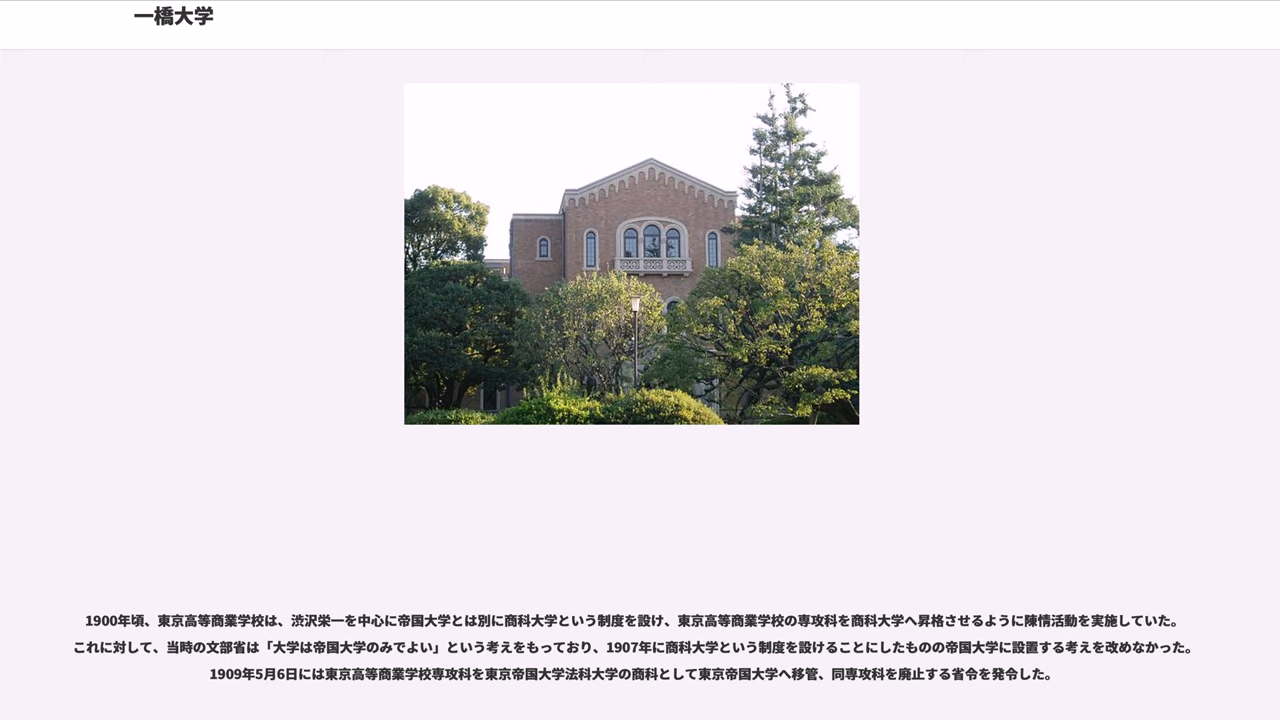 一橋大学
1900年頃、東京高等商業学校は、渋沢栄一を中心に帝国大学とは別に商科大学という制度を設け、東京高等商業学校の専攻科を商科大学へ昇格させるように陳情活動を実施していた。
これに対して、当時の文部省は「大学は帝国大学のみでよい」という考えをもっており、1907年に商科大学という制度を設けることにしたものの帝国大学に設置する考えを改めなかった。
1909年5月6日には東京高等商業学校専攻科を東京帝国大学法科大学の商科として東京帝国大学へ移管、同専攻科を廃止する省令を発令した。